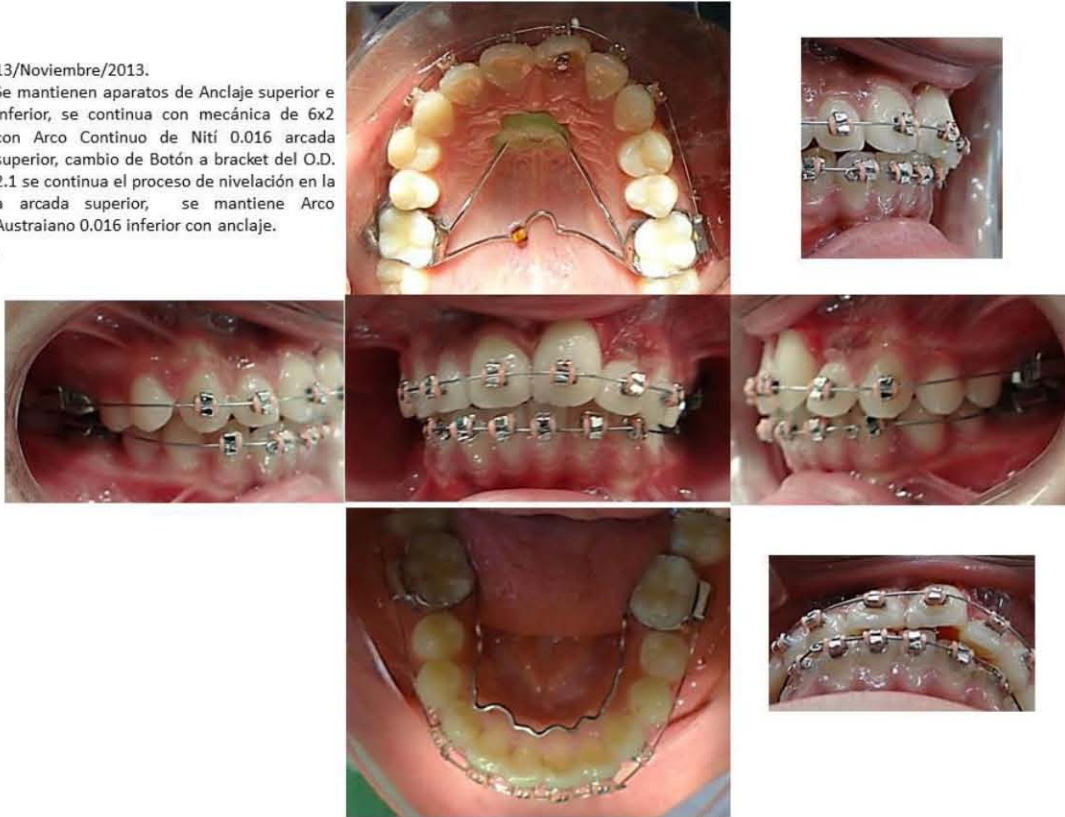 13/Noviembre/2013.
Se mantienen aparatos de Anclaje superior e
inferior, se continua con mecánica de 6x2
con Arco Continuo de Nití 0.016 arcada
superior, cambio de Botón a bracket del O.D.
2.1 se continua el proceso de nivelación en la
a arcada superior, se mantiene Arco
Austraiano 0.016 inferior con anclaje.